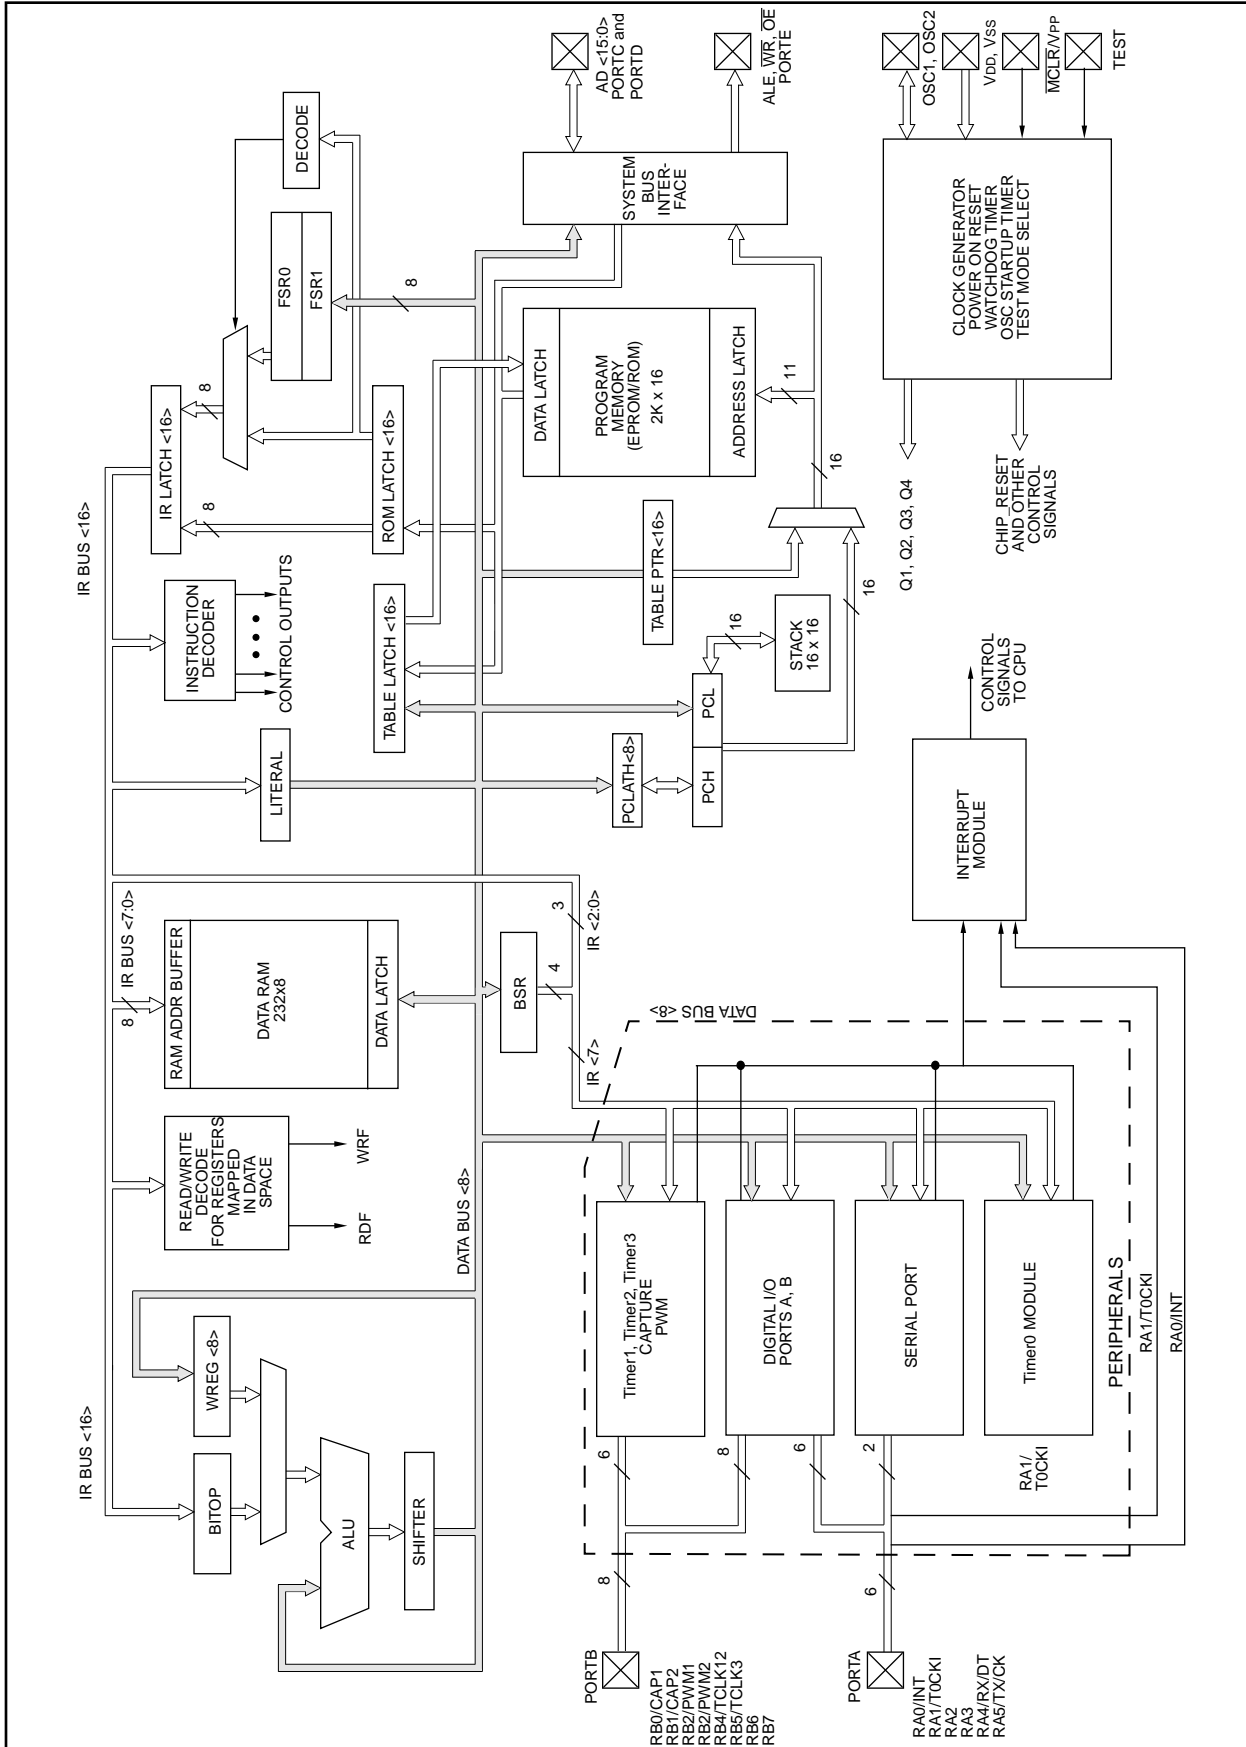 IR BUS <16>
BITOP
WREG <8>
ALU
SHIFTER
READ/WRITE
DECODE
FOR REGISTERS
MAPPED
IN DATA
SPACE
RDF
WRF
DATA BUS <8>
8
IR BUS <7:0>
RAM ADDR BUFFER
DATA RAM
232x8
DATA LATCH
BSR
4
3
IR <7>
IR <2:0>
LITERAL
INSTRUCTION
DECODER
CONTROL OUTPUTS
IR BUS <16>
IR LATCH <16>
8
8
ROM LATCH <16>
FSR0
FSR1
DECODE
8
TABLE LATCH <16>
PCLATH<8>
PCH
PCL
STACK
16 x 16
16
16
TABLE PTR<16>
16
11
DATA LATCH
PROGRAM
MEMORY
(EPROM/ROM)
2K x 16
ADDRESS LATCH
SYSTEM
BUS
INTER-
FACE
AD <15:0>
PORTC and
PORTD
ALE, WR, OE
PORTE
OSC1, OSC2
VDD, VSS
MCLR/VPP
TEST
CLOCK GENERATOR
POWER ON RESET
WATCHDOG TIMER
OSC STARTUP TIMER
TEST MODE SELECT
Q1, Q2, Q3, Q4
CHIP_RESET
AND OTHER
CONTROL
SIGNALS
CONTROL
SIGNALS
TO CPU
INTERRUPT
MODULE
DATA BUS <8>
Timer1, Timer2, Timer3
CAPTURE
PWM
DIGITAL I/O
PORTS A, B
SERIAL PORT
Timer0 MODULE
PERIPHERALS
RA1/
T0CKI
RA1/T0CKI
RA0/INT
6
8
6
2
8
6
PORTB
RB0/CAP1
RB1/CAP2
RB2/PWM1
RB2/PWM2
RB4/TCLK12
RB5/TCLK3
RB6
RB7
PORTA
RA0/INT
RA1/T0CKI
RA2
RA3
RA4/RX/DT
RA5/TX/CK